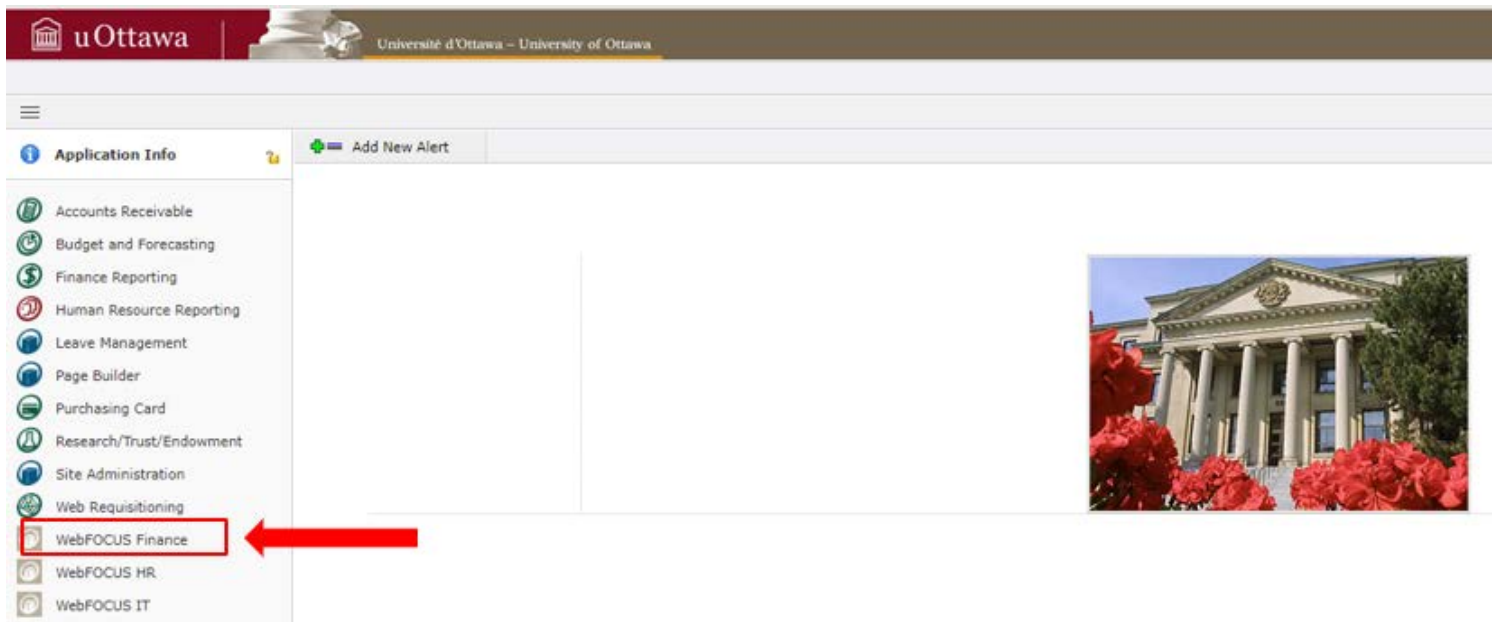 uOttawa
Université d'Ottawa – University of Ottawa
Application Info
Add New Alert
Accounts Receivable
Budget and Forecasting
Finance Reporting
Human Resource Reporting
Leave Management
Page Builder
Purchasing Card
Research/Trust/Endowment
Site Administration
Web Requisitioning
WebFOCUS Finance
WebFOCUS HR
WebFOCUS IT